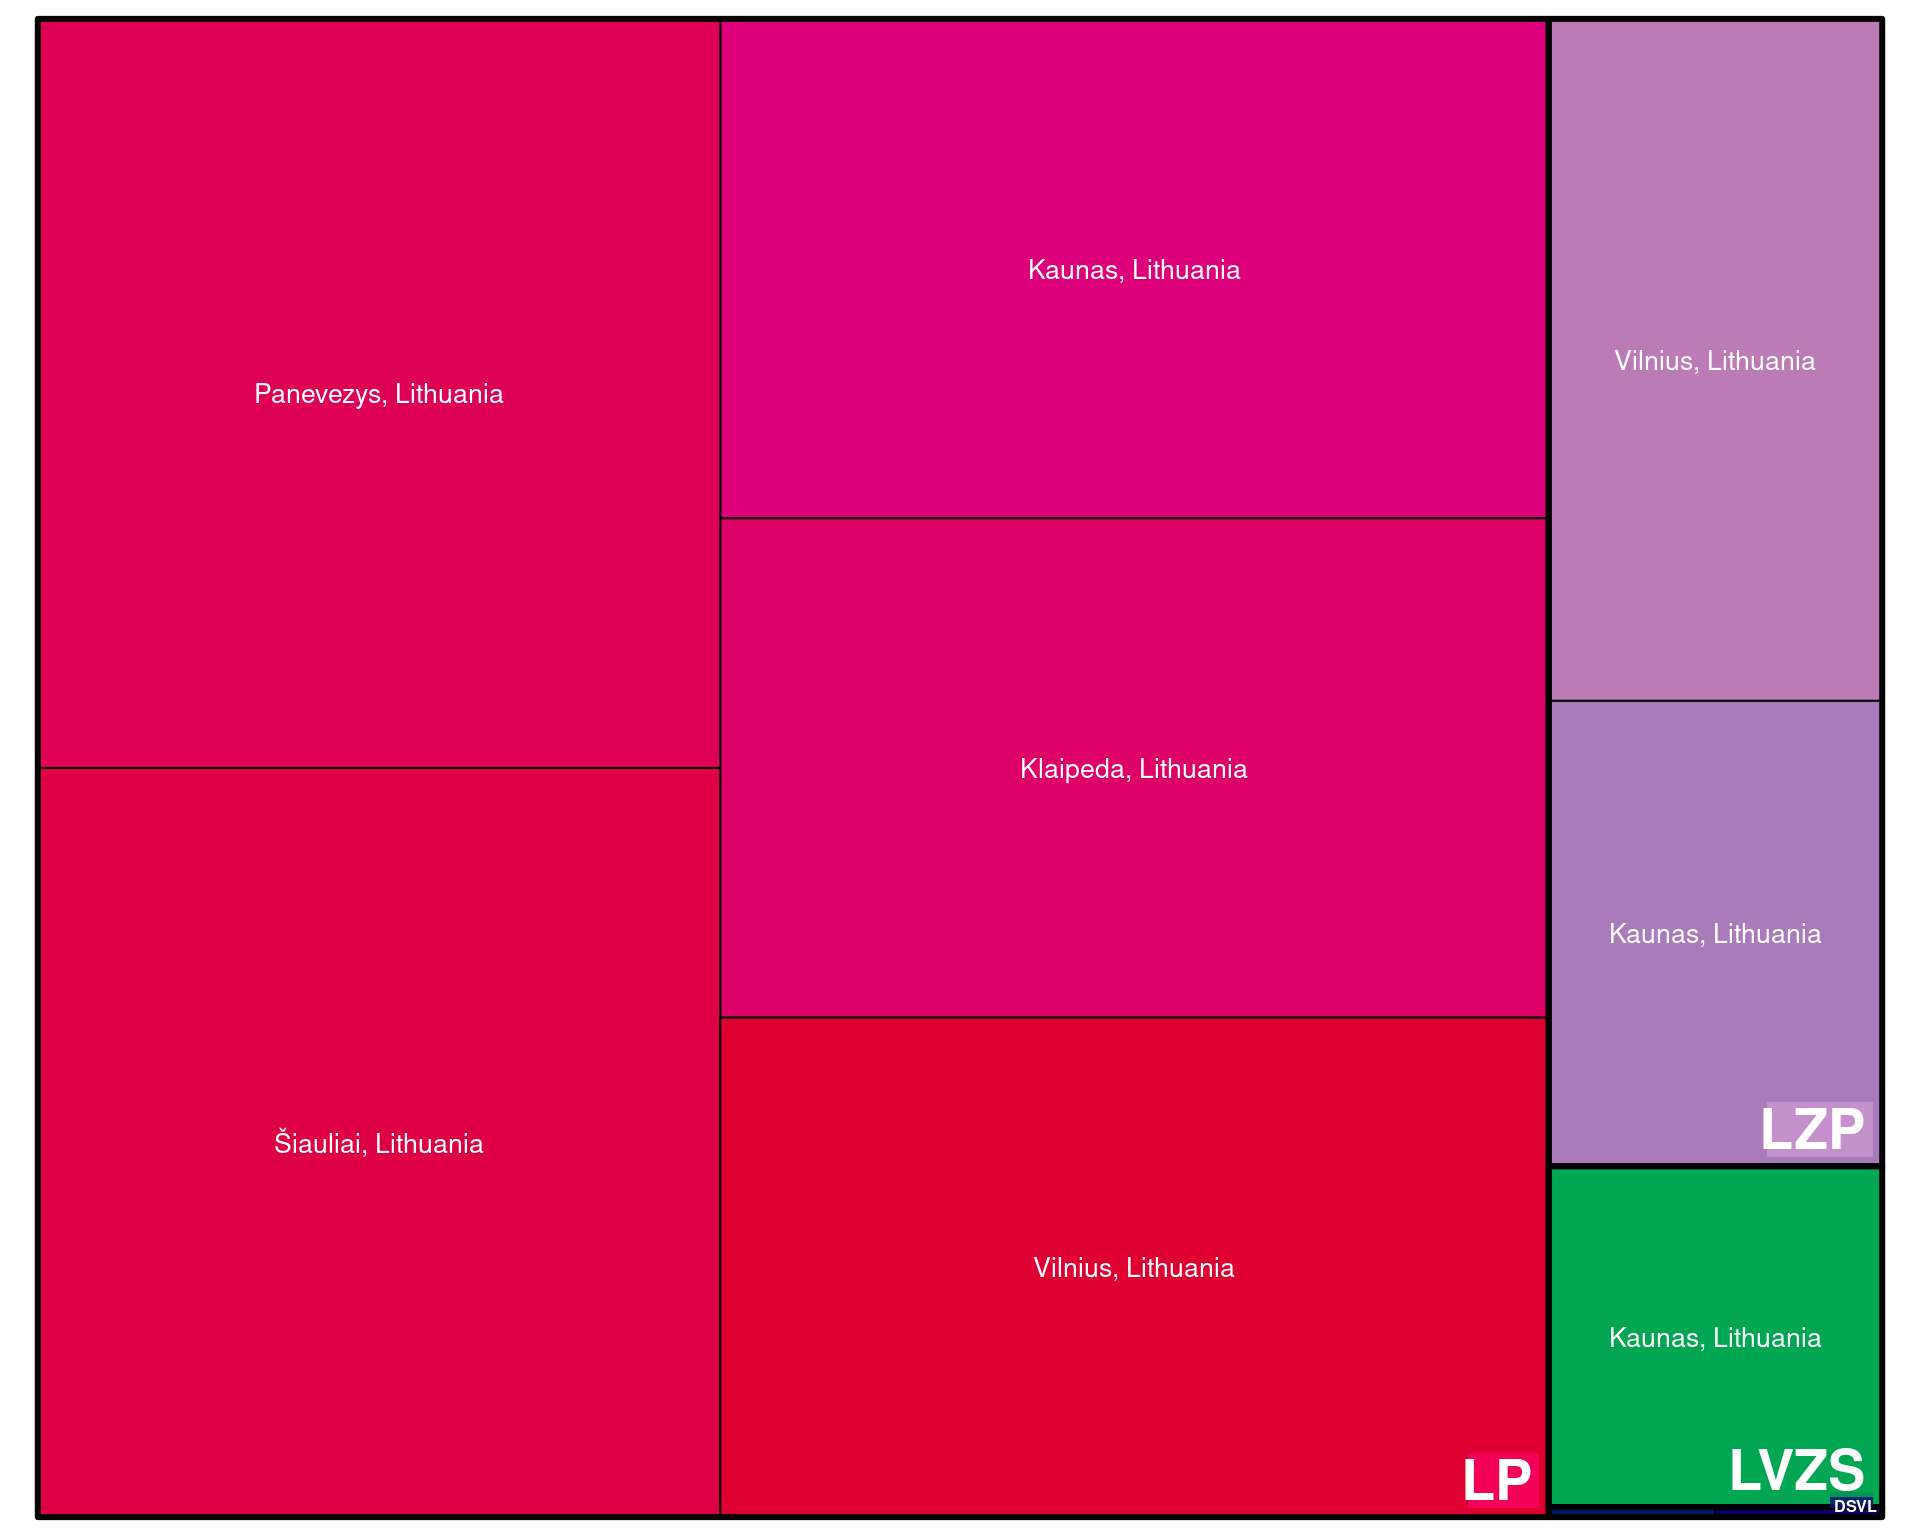 Panevezys, Lithuania
Šiauliai, Lithuania
Kaunas, Lithuania
Klaipeda, Lithuania
Vilnius, Lithuania
LP
Vilnius, Lithuania
Kaunas, Lithuania
LZP
Kaunas, Lithuania
LVZS
DSVL